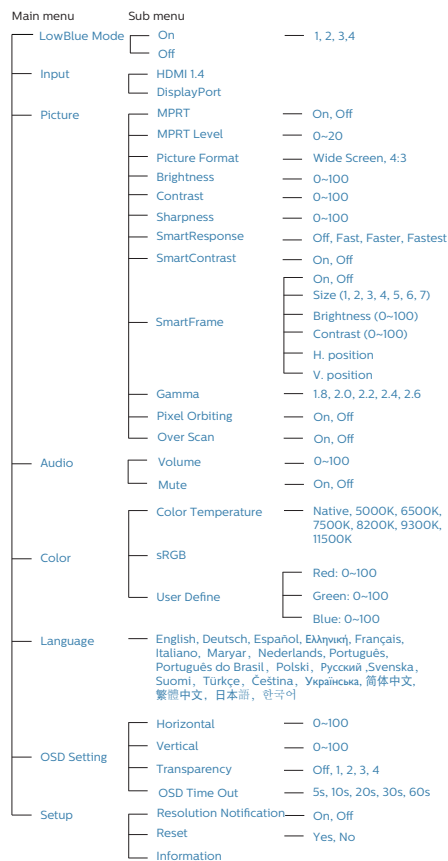 Main menu Sub menu
LowBlue Mode On 1, 2, 3,4
Off
Input HDMI 1.4
DisplayPort
Picture MPRT On, Off
MPRT Level 0~20
Picture Format Wide Screen, 4:3
Brightness 0~100
Contrast 0~100
Sharpness 0~100
SmartResponse Off, Fast, Faster, Fastest
SmartContrast On, Off
SmartFrame On, Off
Size (1, 2, 3, 4, 5, 6, 7)
Brightness (0~100)
Contrast (0~100)
H. position
V. position
Gamma 1.8, 2.0, 2.2, 2.4, 2.6
Pixel Orbiting On, Off
Over Scan On, Off
Audio Volume 0~100
Mute On, Off
Color Color Temperature Native, 5000K, 6500K,
7500K, 8200K, 9300K,
11500K
sRGB
User Define Red: 0~100
Green: 0~100
Blue: 0~100
Language English, Deutsch, Español, Ελληνική, Français,
Italiano, Maryar, Nederlands, Português,
Português do Brasil, Polski, Русский ,Svenska,
Suomi, Türkçe, Čeština, Українська, 简体中文,
繁體中文, 日本語, 한국어
OSD Setting Horizontal 0~100
Vertical 0~100
Transparency Off, 1, 2, 3, 4
OSD Time Out 5s, 10s, 20s, 30s, 60s
Setup Resolution Notification On, Off
Reset Yes, No
Information